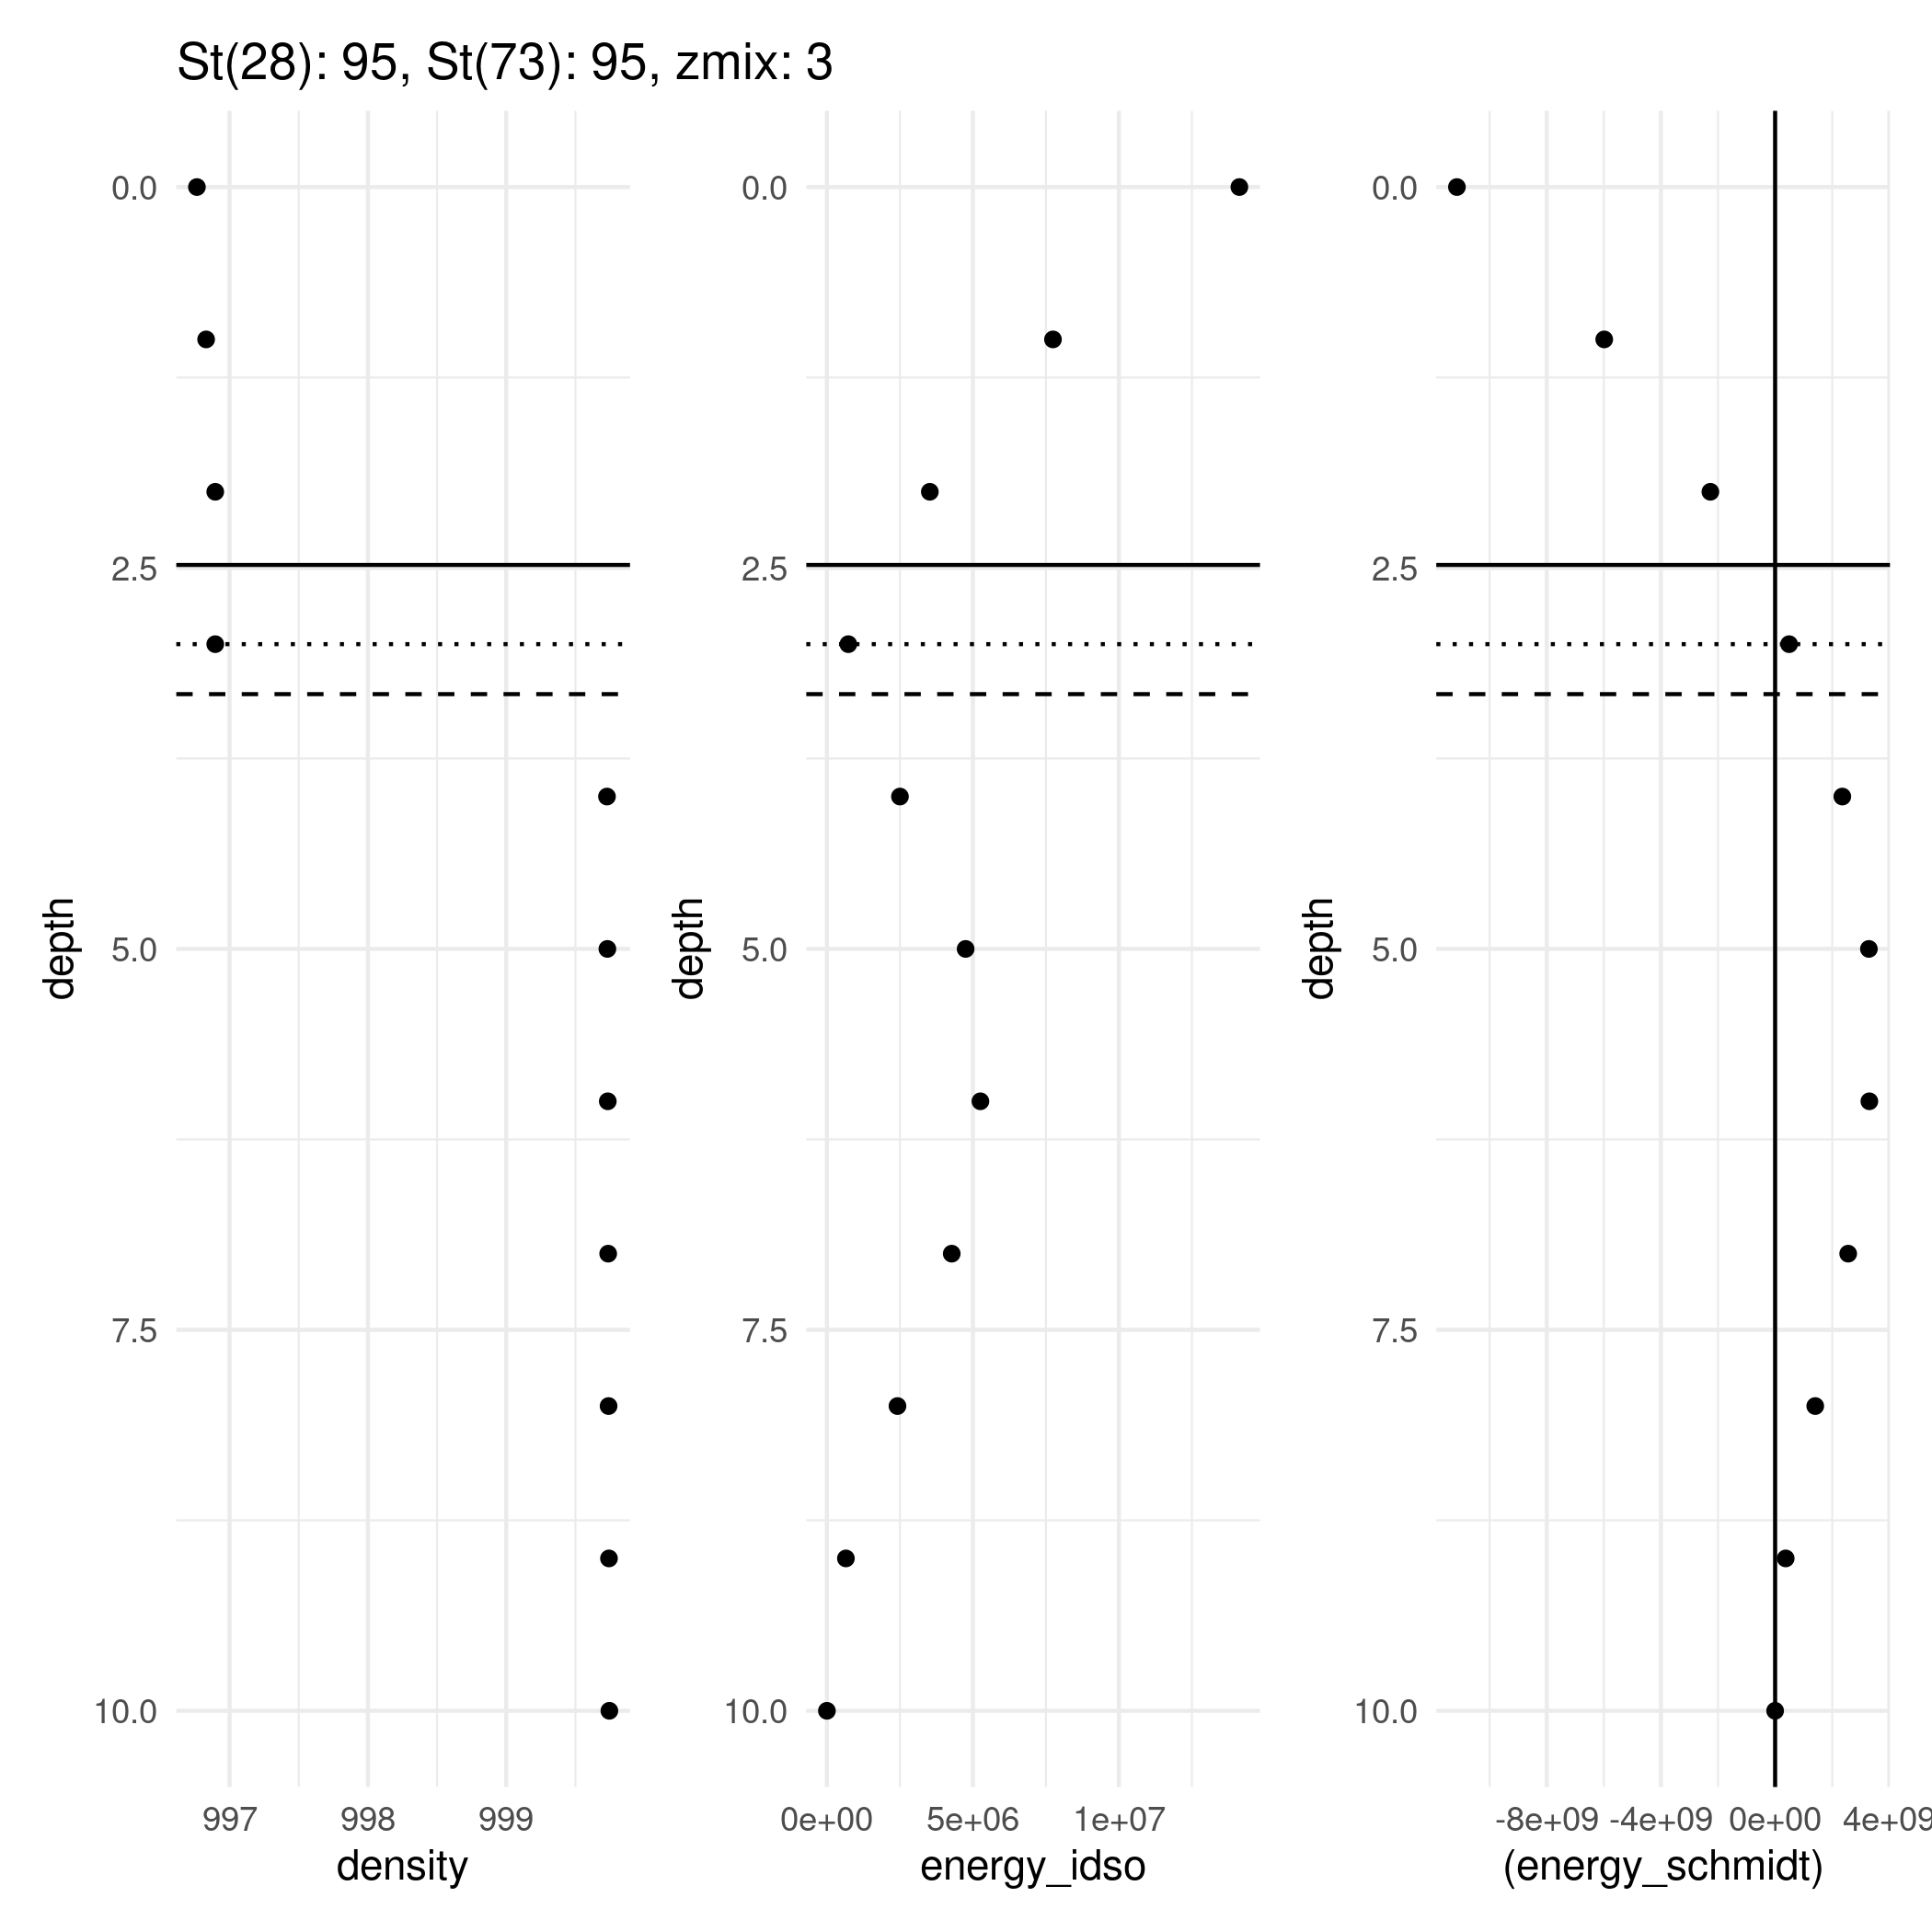 St(28): 95, St(73): 95, zmix: 3
depth
0.0
2.5
5.0
7.5
10.0
997 998 999
density
depth
0.0
2.5
5.0
7.5
10.0
0e+00 5e+06 1e+07
energy_idso
depth
0.0
2.5
5.0
7.5
10.0
-8e+09 -4e+09 0e+00 4e+09
(energy_schmidt)